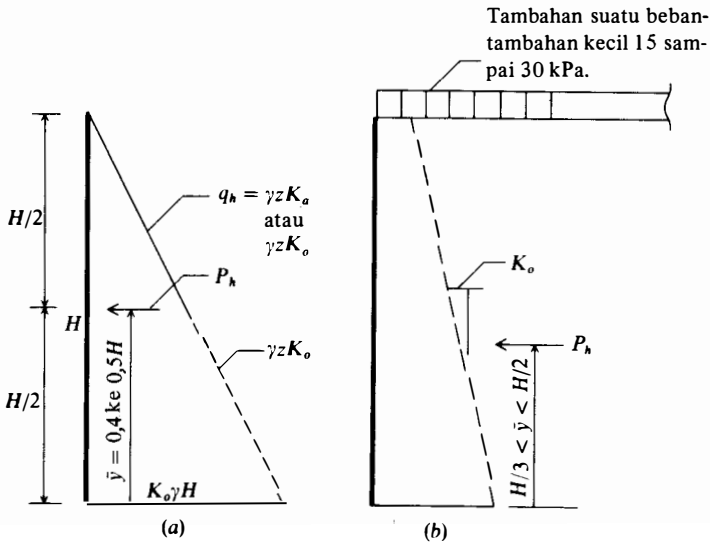 Tambahan suatu beban-
tambahan kecil 15 sam-
pai 30 kPa.
H/2
q_h = γzK_a
atau
γzK_o
P_h
H
γzK_o
H/2
ȳ = 0,4 ke 0,5H
K_oγH
(a)
K_o
P_h
H/3 < ȳ < H/2
(b)